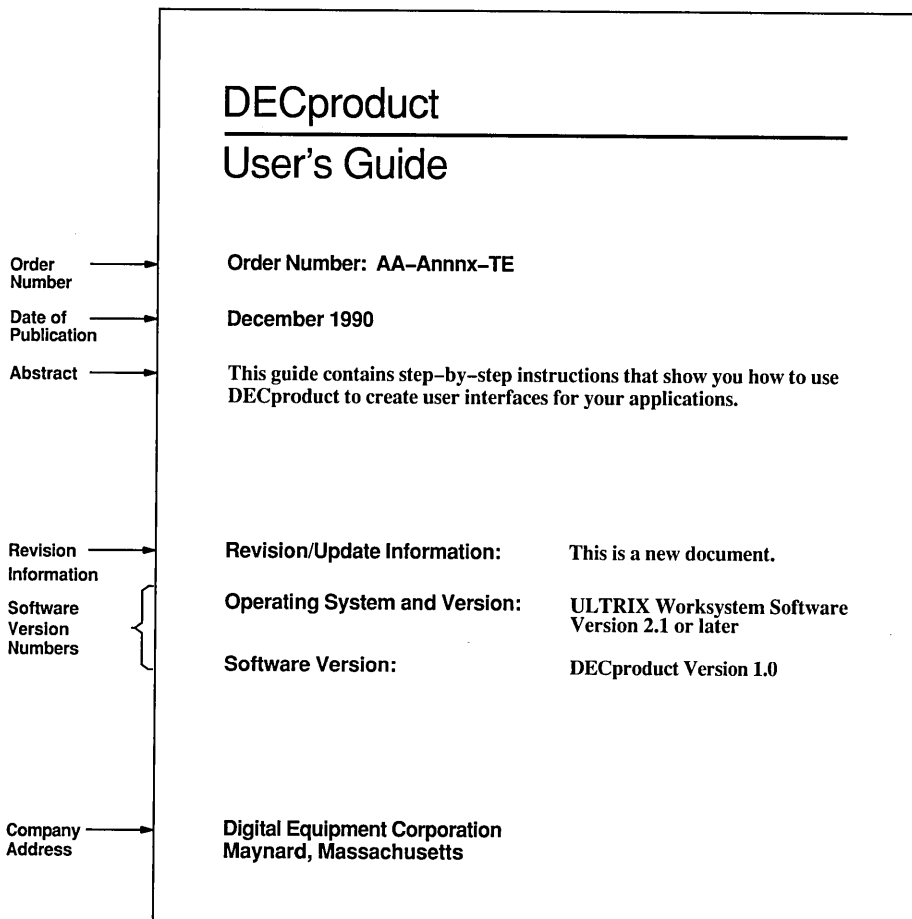 DECproduct
User's Guide
Order
Number
Order Number: AA–Annnx–TE
Date of
Publication
December 1990
Abstract
This guide contains step–by–step instructions that show you how to use
DECproduct to create user interfaces for your applications.
Revision
Information
Revision/Update Information:
This is a new document.
Software
Version
Numbers
Operating System and Version:
ULTRIX Worksystem Software
Version 2.1 or later
Software Version:
DECproduct Version 1.0
Company
Address
Digital Equipment Corporation
Maynard, Massachusetts